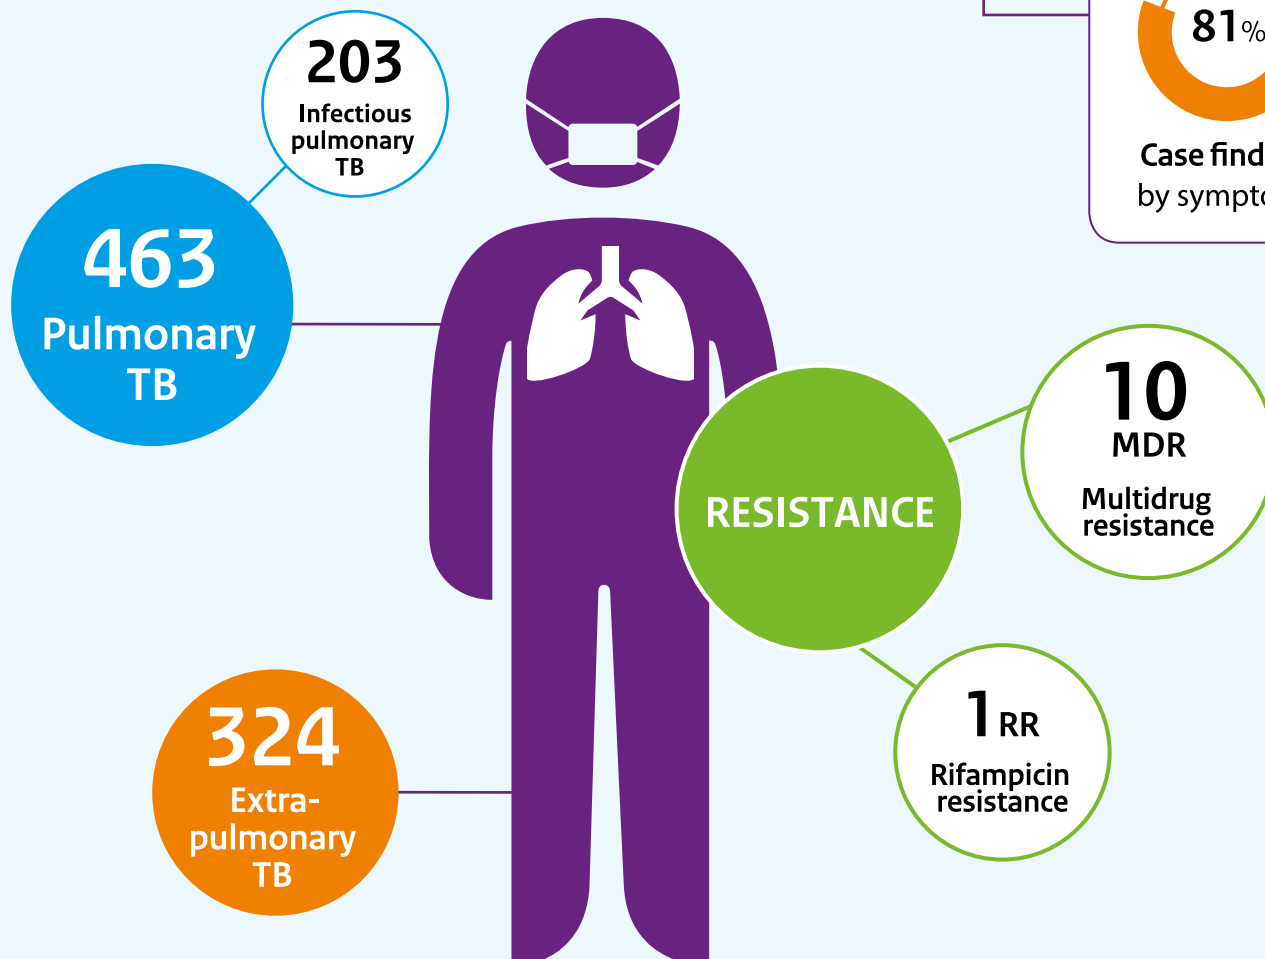 203
Infectious
pulmonary
TB
463
Pulmonary
TB
81%
Case find
by sympto
RESISTANCE
10
MDR
Multidrug
resistance
1 RR
Rifampicin
resistance
324
Extra-
pulmonary
TB